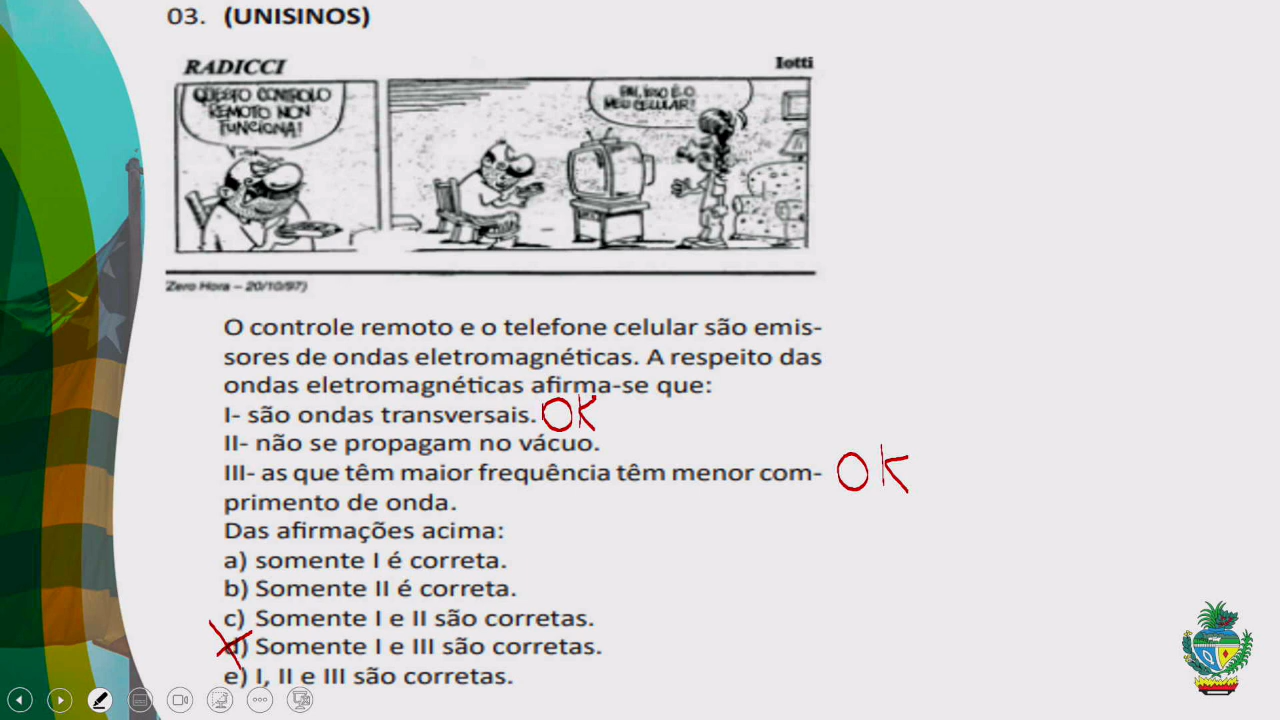 03. (UNISINOS)
RADICCI
Iotti
QUESTO CONTROLO
REMOTO NON
FUNCIONA!
PAI, ISSO É O
MEU CELULAR!
Zero Hora – 20/10/97)
O controle remoto e o telefone celular são emis-
sores de ondas eletromagnéticas. A respeito das
ondas eletromagnéticas afirma-se que:
I- são ondas transversais. OK
II- não se propagam no vácuo.
III- as que têm maior frequência têm menor com- OK
primento de onda.
Das afirmações acima:
a) somente I é correta.
b) Somente II é correta.
c) Somente I e II são corretas.
d) Somente I e III são corretas.
e) I, II e III são corretas.